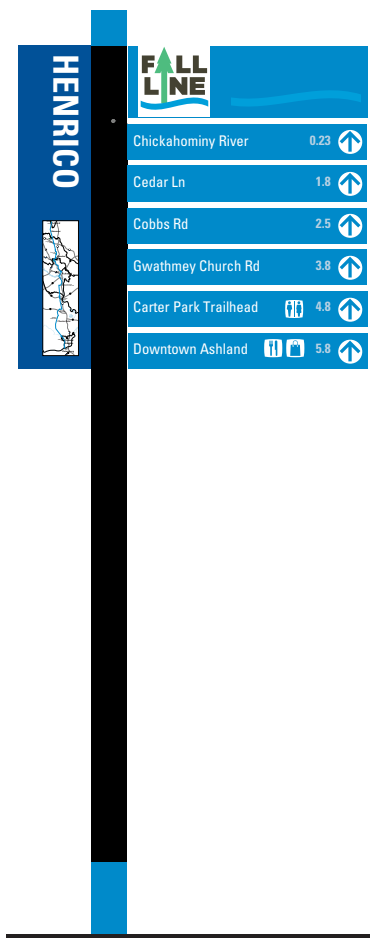 HENRICO
FALL
LINE
Chickahominy River 0.23
Cedar Ln 1.8
Cobbs Rd 2.5
Gwathmey Church Rd 3.8
Carter Park Trailhead 4.8
Downtown Ashland 5.8